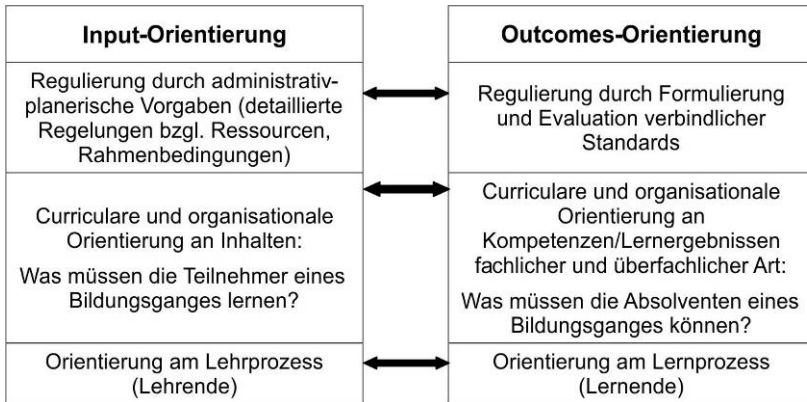 Input-Orientierung
Outcomes-Orientierung
Regulierung durch administrativ-
planerische Vorgaben (detaillierte
Regelungen bzgl. Ressourcen,
Rahmenbedingungen)
Regulierung durch Formulierung
und Evaluation verbindlicher
Standards
Curriculare und organisationale
Orientierung an Inhalten:
Was müssen die Teilnehmer eines
Bildungsganges lernen?
Curriculare und organisationale
Orientierung an
Kompetenzen/Lernergebnissen
fachlicher und überfachlicher Art:
Was müssen die Absolventen eines
Bildungsganges können?
Orientierung am Lehrprozess
(Lehrende)
Orientierung am Lernprozess
(Lernende)